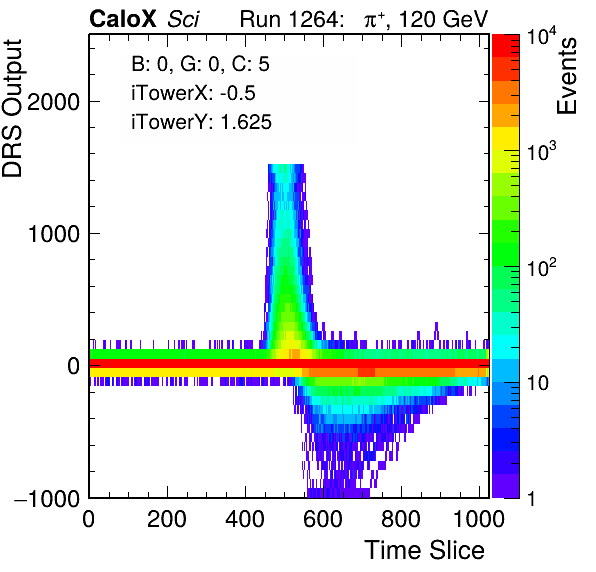 CaloX Sci Run 1264: π⁺, 120 GeV
B: 0, G: 0, C: 5
iTowerX: -0.5
iTowerY: 1.625
DRS Output
2000
1000
0
−1000
0 200 400 600 800 1000
Time Slice
Events
10⁴
10³
10²
10
1